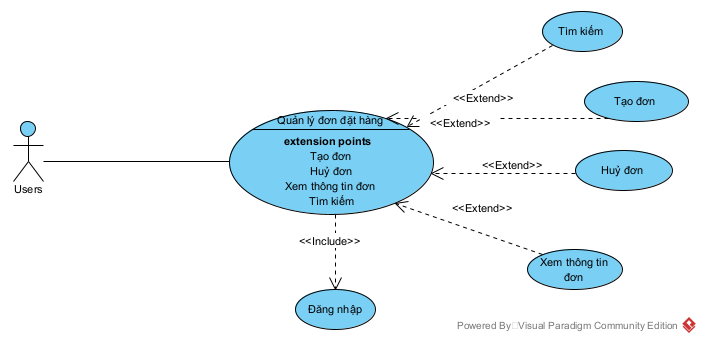 Tìm kiếm
<<Extend>>
Tạo đơn
Quản lý đơn đặt hàng
<<Extend>>
extension points
Tạo đơn
Huỷ đơn
Xem thông tin đơn
Tìm kiếm
<<Extend>>
Huỷ đơn
Users
<<Extend>>
<<Include>>
Xem thông tin
đơn
Đăng nhập
Powered By Visual Paradigm Community Edition